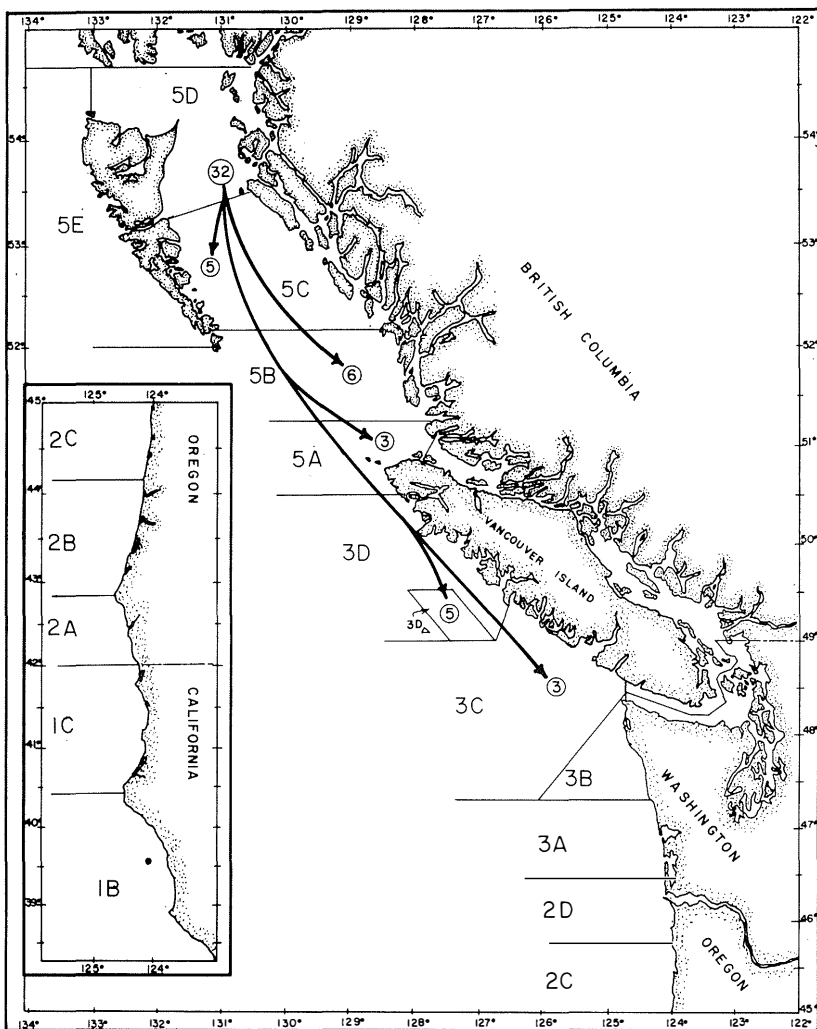 134° 133° 132° 131° 130° 129° 128° 127° 126° 125° 124° 123° 122°
5D
54°
54°
32
5E
53°
53°
5
5C
BRITISH COLUMBIA
52°
52°
6
5B
125° 124°
45°
3
51°
51°
2C
OREGON
5A
44°
VANCOUVER ISLAND
50°
2B
3D
43°
5
2A
3D
49°
42°
3
3C
CALIFORNIA
1C
48°
41°
3B
WASHINGTON
40°
47°
3A
1B
39°
2D
46°
OREGON
2C
125° 124°
134° 133° 132° 131° 130° 129° 128° 127° 126° 125° 124° 123° 122°